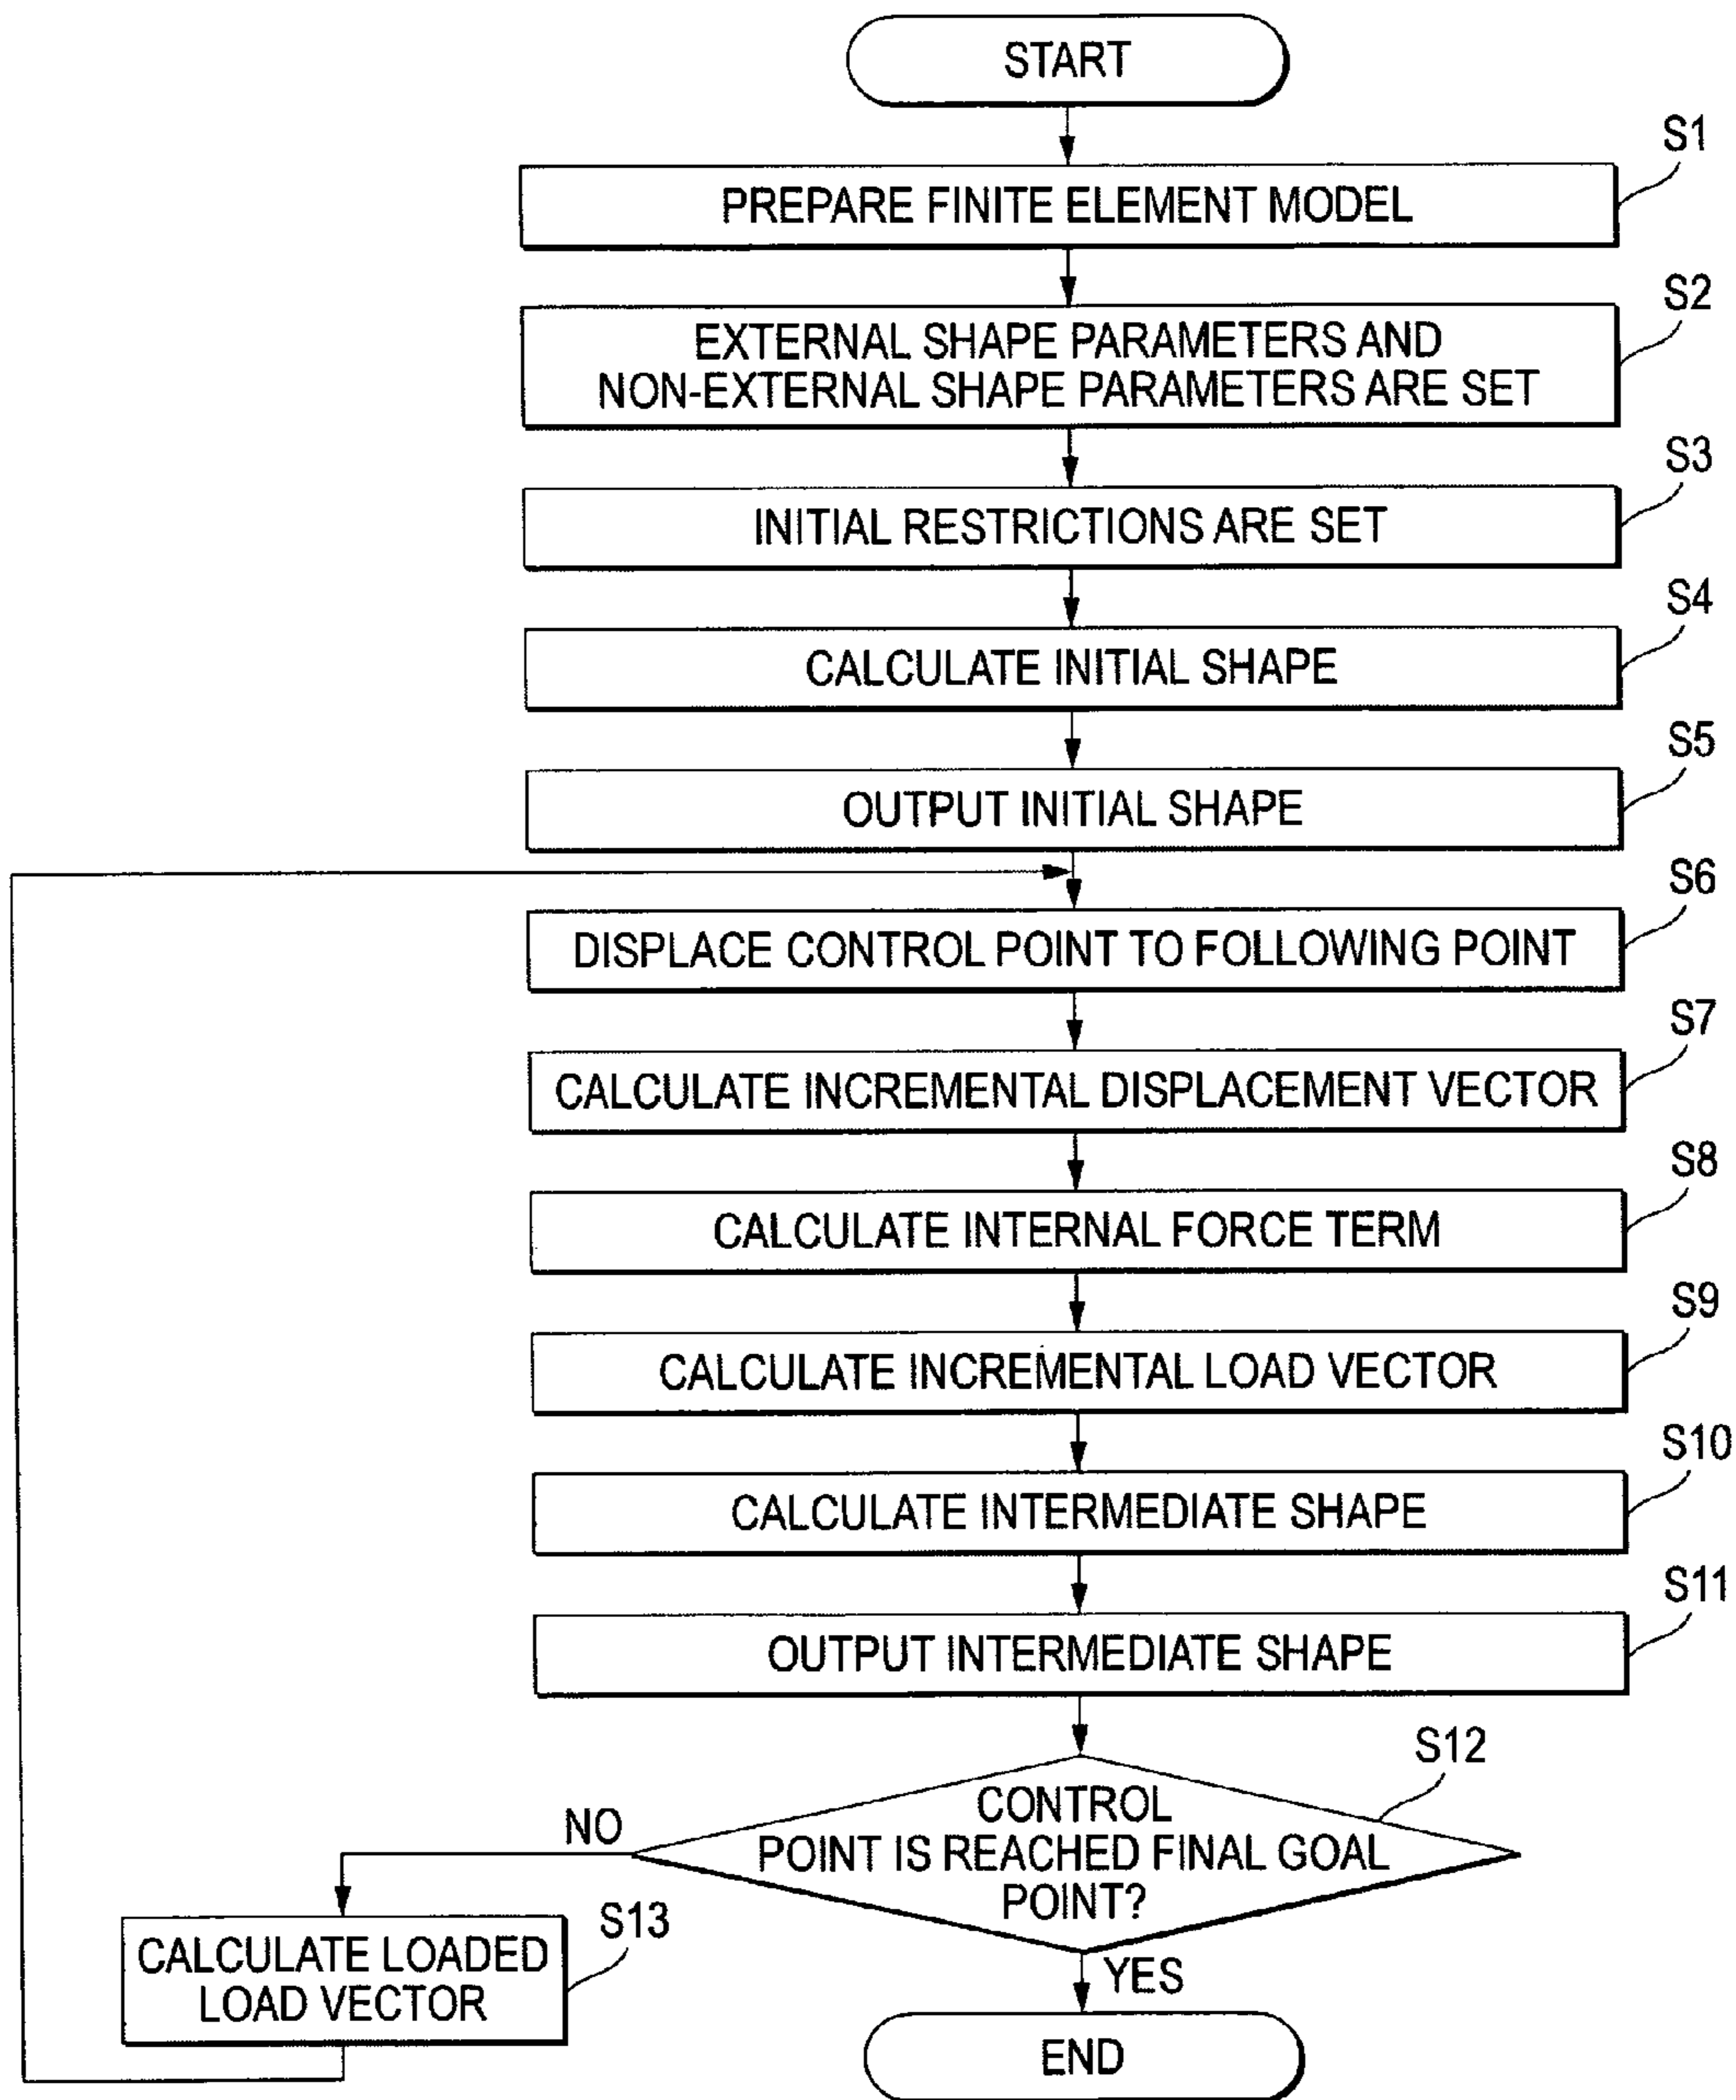 START
S1
PREPARE FINITE ELEMENT MODEL
S2
EXTERNAL SHAPE PARAMETERS AND
NON-EXTERNAL SHAPE PARAMETERS ARE SET
S3
INITIAL RESTRICTIONS ARE SET
S4
CALCULATE INITIAL SHAPE
S5
OUTPUT INITIAL SHAPE
S6
DISPLACE CONTROL POINT TO FOLLOWING POINT
S7
CALCULATE INCREMENTAL DISPLACEMENT VECTOR
S8
CALCULATE INTERNAL FORCE TERM
S9
CALCULATE INCREMENTAL LOAD VECTOR
S10
CALCULATE INTERMEDIATE SHAPE
S11
OUTPUT INTERMEDIATE SHAPE
S12
CONTROL
POINT IS REACHED FINAL GOAL
POINT?
NO
S13
CALCULATE LOADED
LOAD VECTOR
YES
END